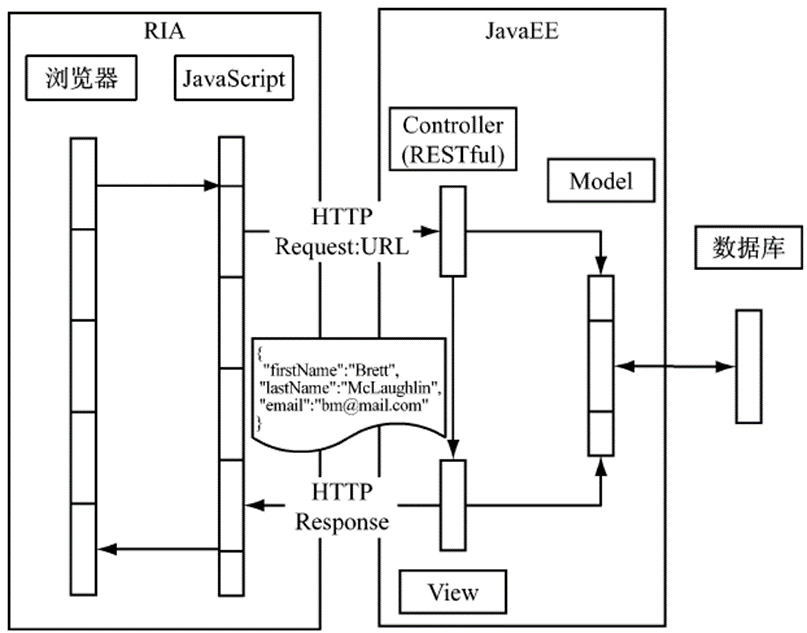 RIA
JavaEE
浏览器
JavaScript
Controller
(RESTful)
Model
数据库
HTTP
Request:URL
{
"firstName":"Brett",
"lastName":"McLaughlin",
"email":"bm@mail.com"
}
HTTP
Response
View